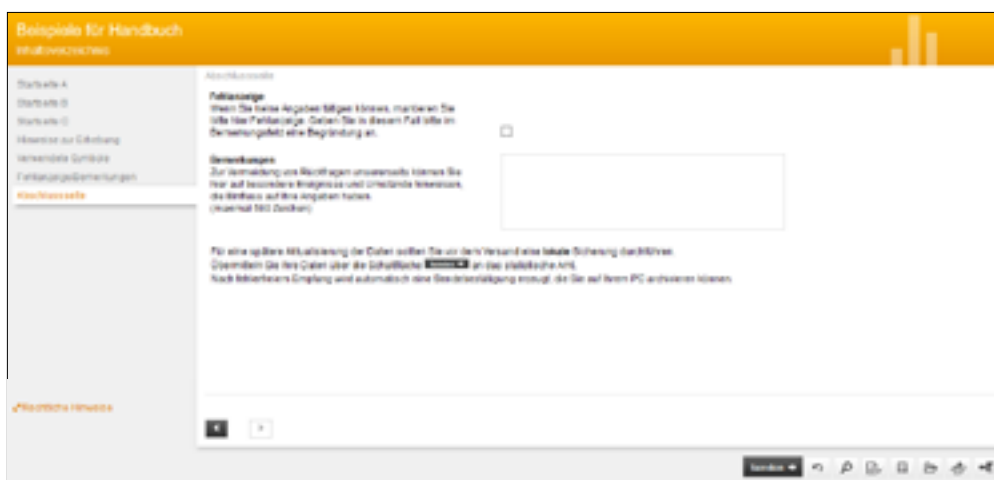 Beispiele für Handbuch
Inhaltsverzeichnis
Startseite A
Startseite B
Startseite C
Hinweise zur Erhebung
Verwendete Symbole
Fehlanzeige/Bemerkungen
Abschlussseite
Rechtliche Hinweise
Abschlussseite
Fehlanzeige
Wenn Sie keine Angaben tätigen können, markieren Sie
bitte hier Fehlanzeige. Geben Sie in diesem Fall bitte im
Bemerkungsfeld eine Begründung an.
Bemerkungen
Zur Vermeidung von Rückfragen unsererseits können Sie
hier auf besondere Ereignisse und Umstände hinweisen,
die Einfluss auf Ihre Angaben haben.
(maximal 500 Zeichen)
Für eine spätere Aktualisierung der Daten sollten Sie vor dem Versand eine lokale Sicherung durchführen.
Übermitteln Sie Ihre Daten über die Schaltfläche Senden an das statistische Amt.
Nach fehlerfreiem Empfang wird automatisch eine Sendebestätigung erzeugt, die Sie auf Ihrem PC archivieren können.
Senden